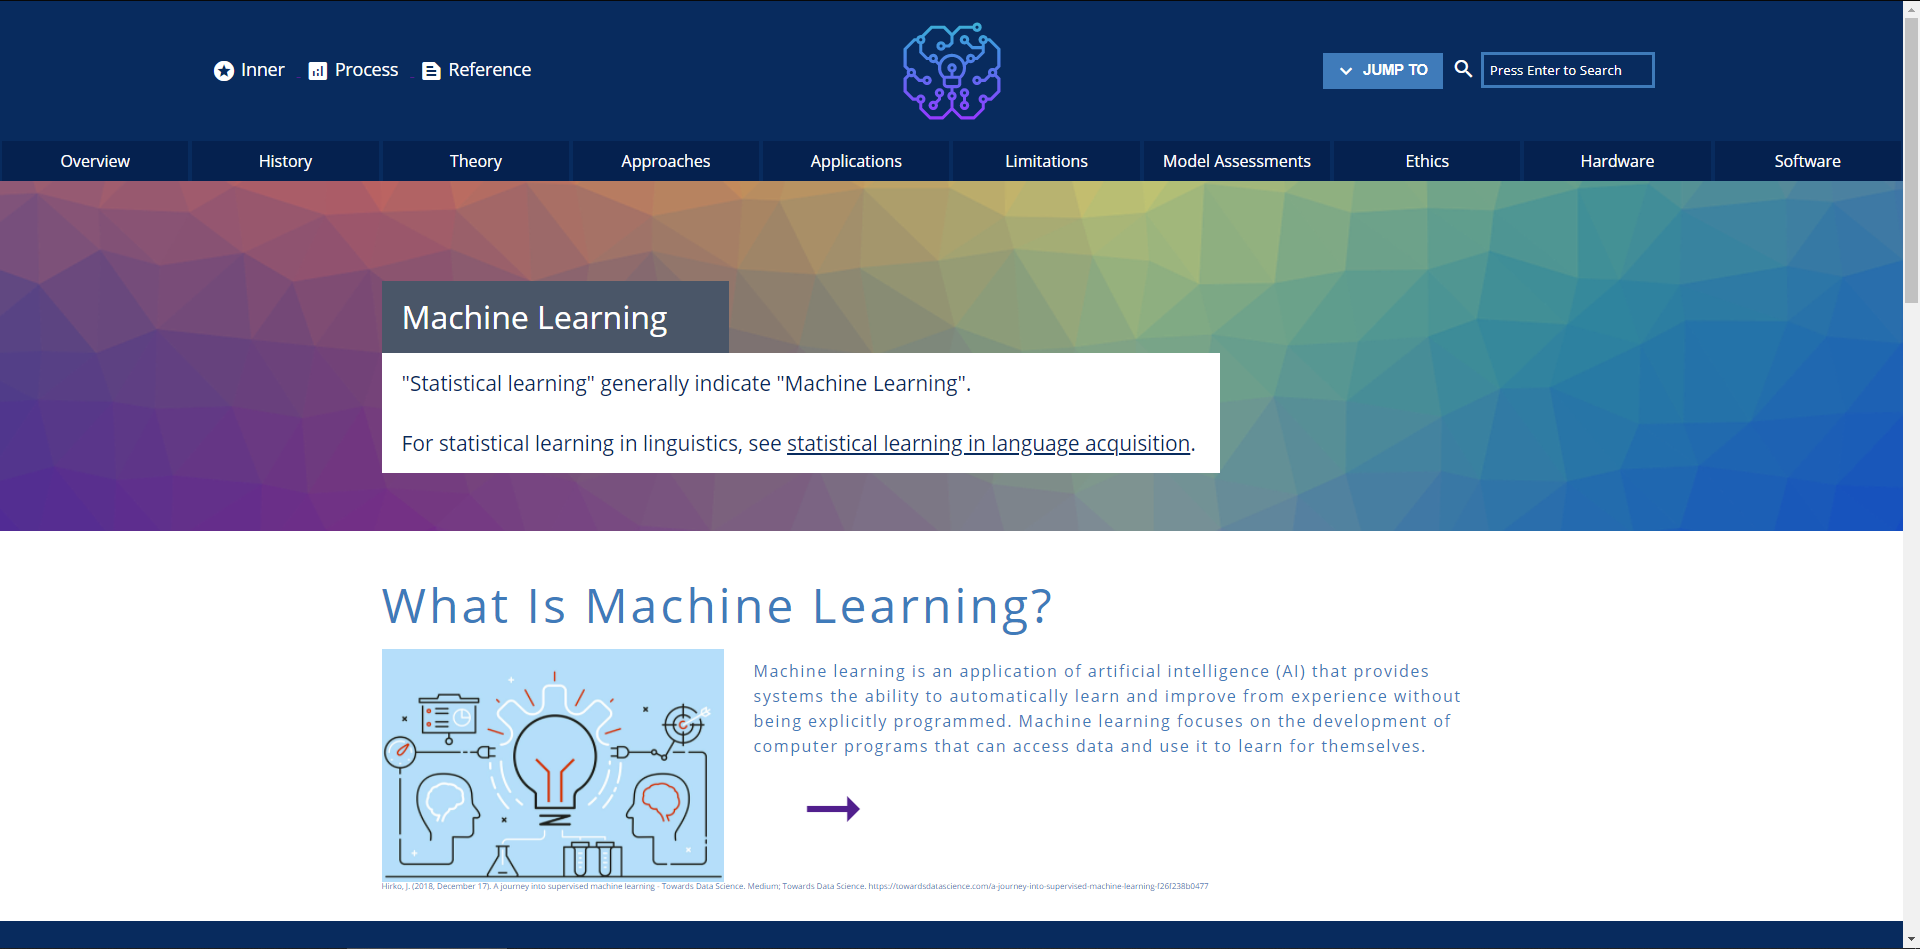 Inner Process Reference
JUMP TO
Press Enter to Search
Overview History Theory Approaches Applications Limitations Model Assessments Ethics Hardware Software
Machine Learning
"Statistical learning" generally indicate "Machine Learning".
For statistical learning in linguistics, see statistical learning in language acquisition.
What Is Machine Learning?
Machine learning is an application of artificial intelligence (AI) that provides
systems the ability to automatically learn and improve from experience without
being explicitly programmed. Machine learning focuses on the development of
computer programs that can access data and use it to learn for themselves.
Hirko, J. (2018, December 17). A journey into supervised machine learning - Towards Data Science. Medium; Towards Data Science. https://towardsdatascience.com/a-journey-into-supervised-machine-learning-f26f238b0477